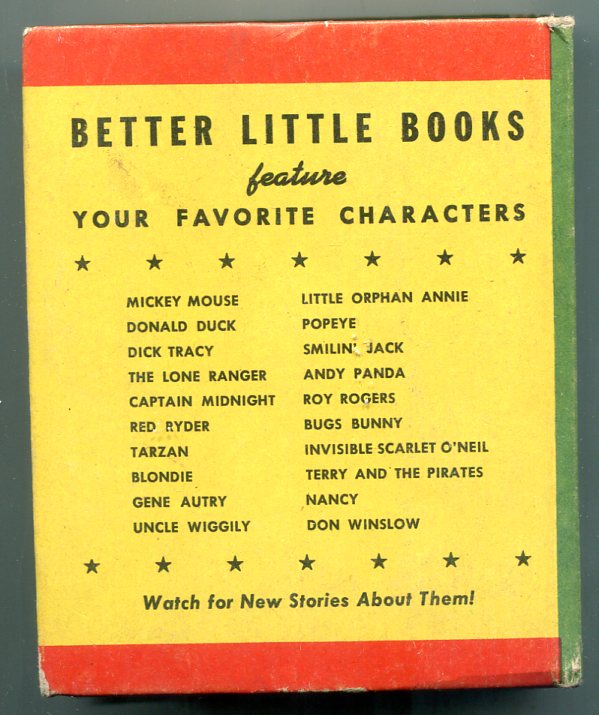 BETTER LITTLE BOOKS
feature
YOUR FAVORITE CHARACTERS
MICKEY MOUSE
DONALD DUCK
DICK TRACY
THE LONE RANGER
CAPTAIN MIDNIGHT
RED RYDER
TARZAN
BLONDIE
GENE AUTRY
UNCLE WIGGILY
LITTLE ORPHAN ANNIE
POPEYE
SMILIN' JACK
ANDY PANDA
ROY ROGERS
BUGS BUNNY
INVISIBLE SCARLET O'NEIL
TERRY AND THE PIRATES
NANCY
DON WINSLOW
Watch for New Stories About Them!